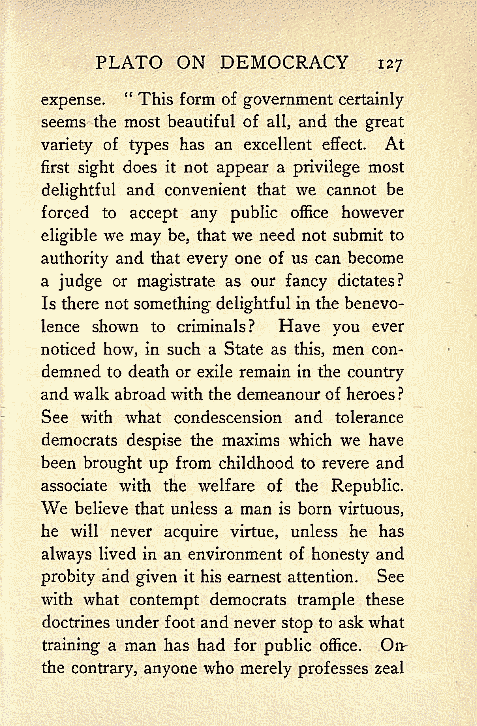 PLATO ON DEMOCRACY 127
expense. “ This form of government certainly
seems the most beautiful of all, and the great
variety of types has an excellent effect. At
first sight does it not appear a privilege most
delightful and convenient that we cannot be
forced to accept any public office however
eligible we may be, that we need not submit to
authority and that every one of us can become
a judge or magistrate as our fancy dictates?
Is there not something delightful in the benevo-
lence shown to criminals? Have you ever
noticed how, in such a State as this, men con-
demned to death or exile remain in the country
and walk abroad with the demeanour of heroes?
See with what condescension and tolerance
democrats despise the maxims which we have
been brought up from childhood to revere and
associate with the welfare of the Republic.
We believe that unless a man is born virtuous,
he will never acquire virtue, unless he has
always lived in an environment of honesty and
probity and given it his earnest attention. See
with what contempt democrats trample these
doctrines under foot and never stop to ask what
training a man has had for public office. On
the contrary, anyone who merely professes zeal